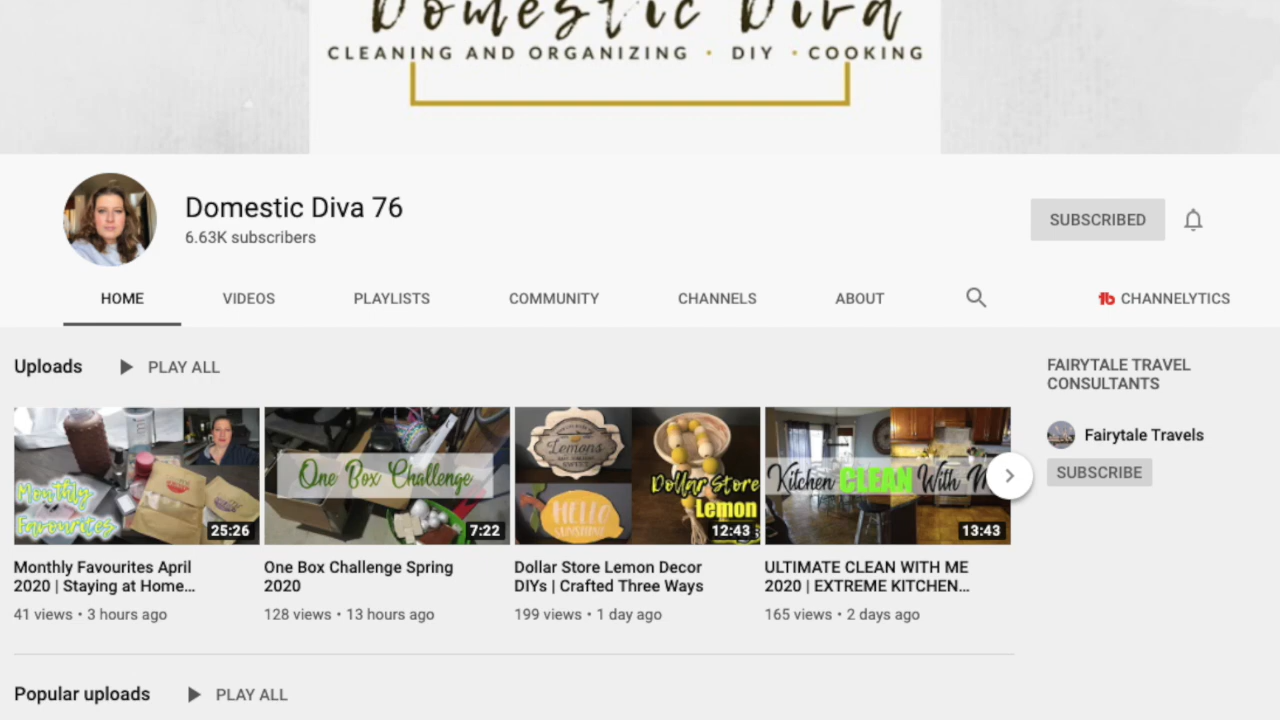 Domestic Diva
CLEANING AND ORGANIZING • DIY • COOKING
Domestic Diva 76
6.63K subscribers
SUBSCRIBED
HOME VIDEOS PLAYLISTS COMMUNITY CHANNELS ABOUT CHANNELYTICS
Uploads PLAY ALL
FAIRYTALE TRAVEL
CONSULTANTS
Fairytale Travels
SUBSCRIBE
Monthly
Favourites
25:26
One Box Challenge
7:22
Lemons
HELLO
SUNSHINE
Dollar Store
Lemon
12:43
Kitchen CLEAN With
13:43
Monthly Favourites April
2020 | Staying at Home...
41 views • 3 hours ago
One Box Challenge Spring
2020
128 views • 13 hours ago
Dollar Store Lemon Decor
DIYs | Crafted Three Ways
199 views • 1 day ago
ULTIMATE CLEAN WITH ME
2020 | EXTREME KITCHEN...
165 views • 2 days ago
Popular uploads PLAY ALL